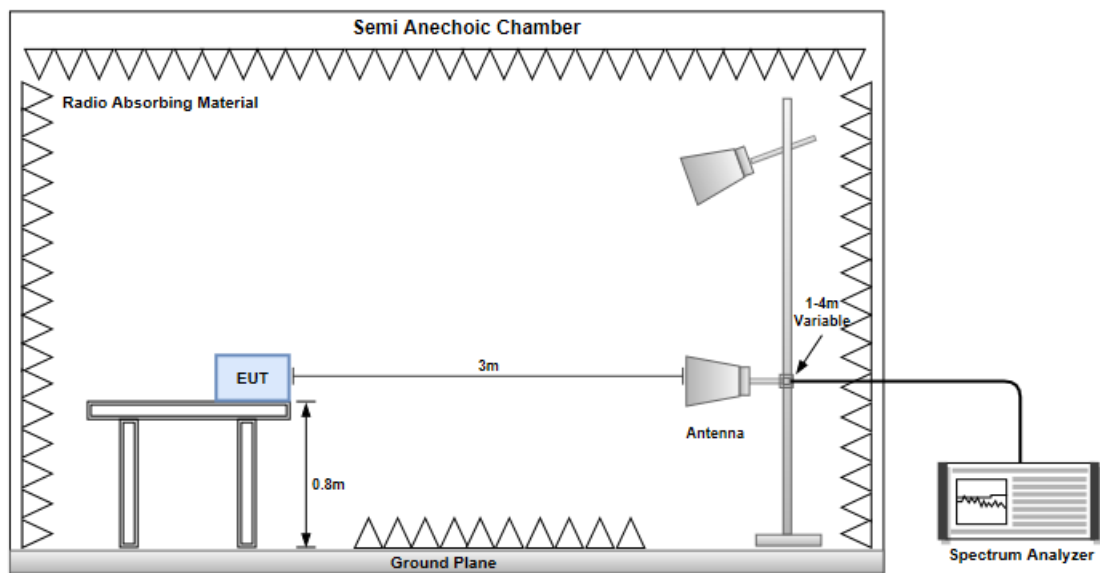 Semi Anechoic Chamber
Radio Absorbing Material
1-4m
Variable
3m
EUT
Antenna
0.8m
Ground Plane
Spectrum Analyzer